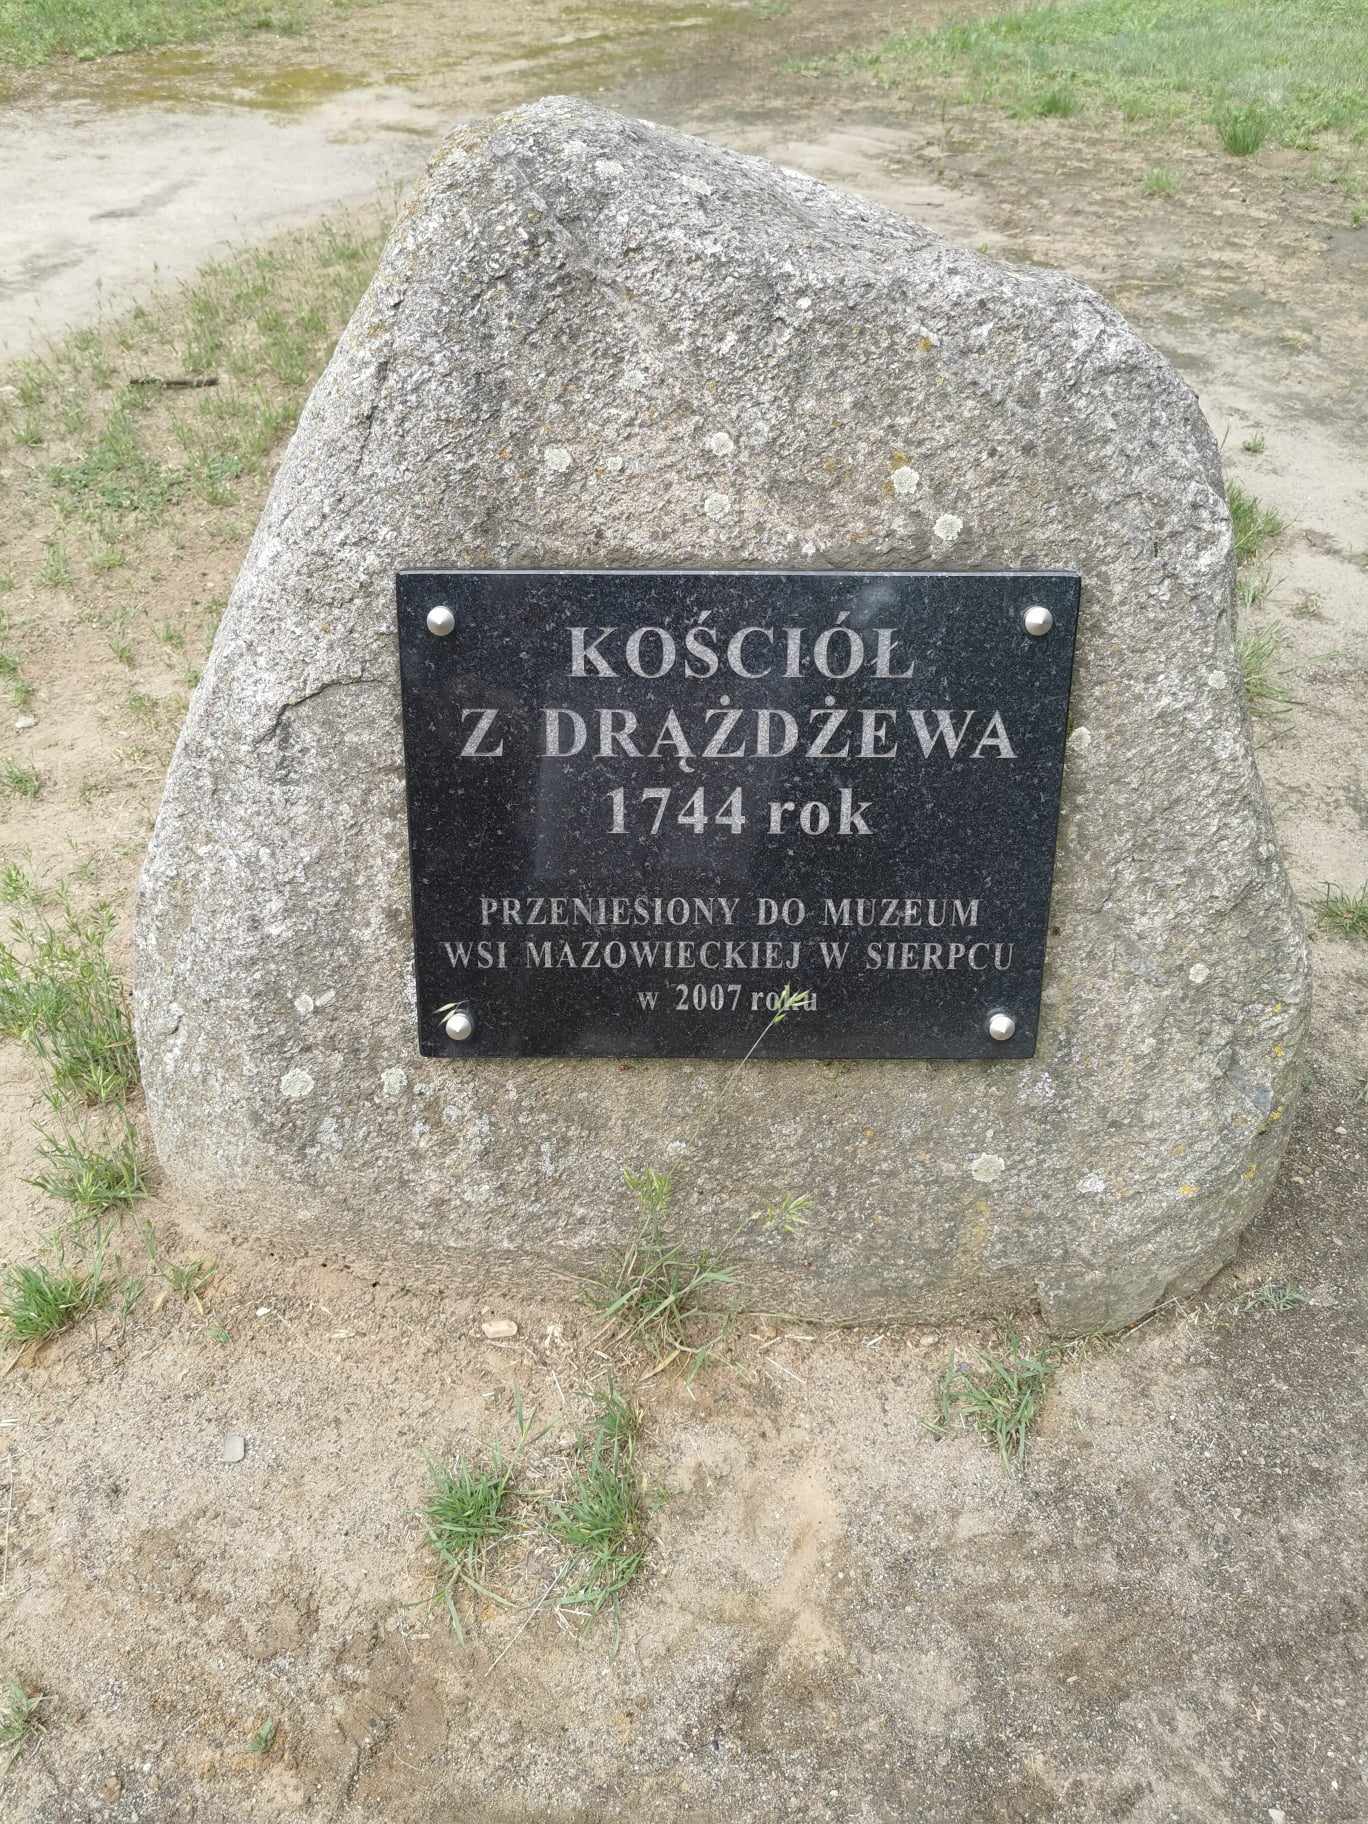 KOŚCIÓŁ
Z DRĄŻDŻEWA
1744 rok
PRZENIESIONY DO MUZEUM
WSI MAZOWIECKIEJ W SIERPCU
w 2007 roku